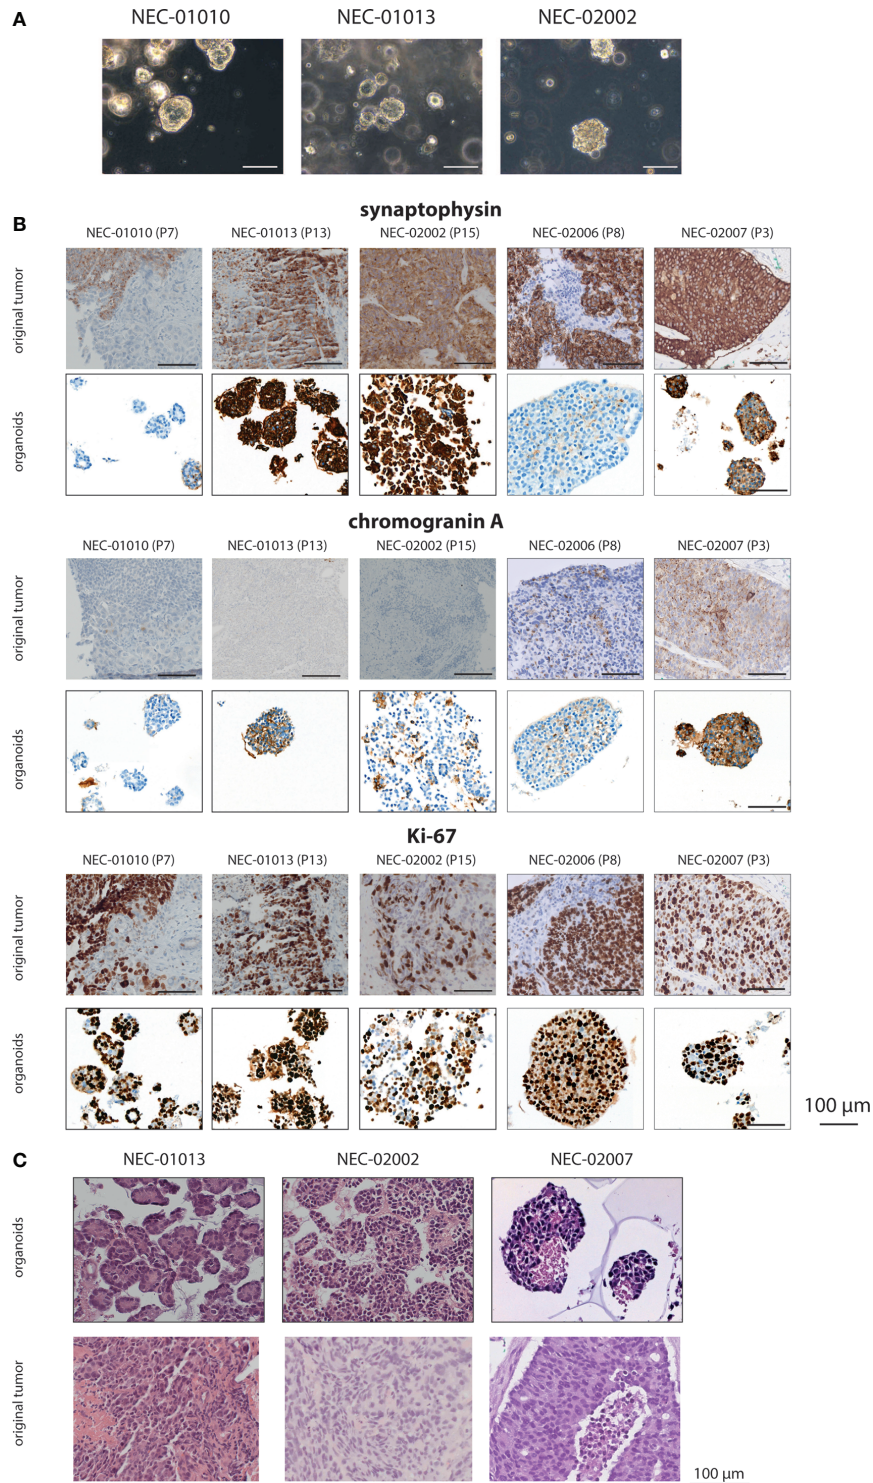 A
NEC-01010 NEC-01013 NEC-02002
B
synaptophysin
NEC-01010 (P7) NEC-01013 (P13) NEC-02002 (P15) NEC-02006 (P8) NEC-02007 (P3)
original tumor
organoids
chromogranin A
NEC-01010 (P7) NEC-01013 (P13) NEC-02002 (P15) NEC-02006 (P8) NEC-02007 (P3)
original tumor
organoids
Ki-67
NEC-01010 (P7) NEC-01013 (P13) NEC-02002 (P15) NEC-02006 (P8) NEC-02007 (P3)
original tumor
organoids
100 µm
C
NEC-01013 NEC-02002 NEC-02007
organoids
original tumor
100 µm